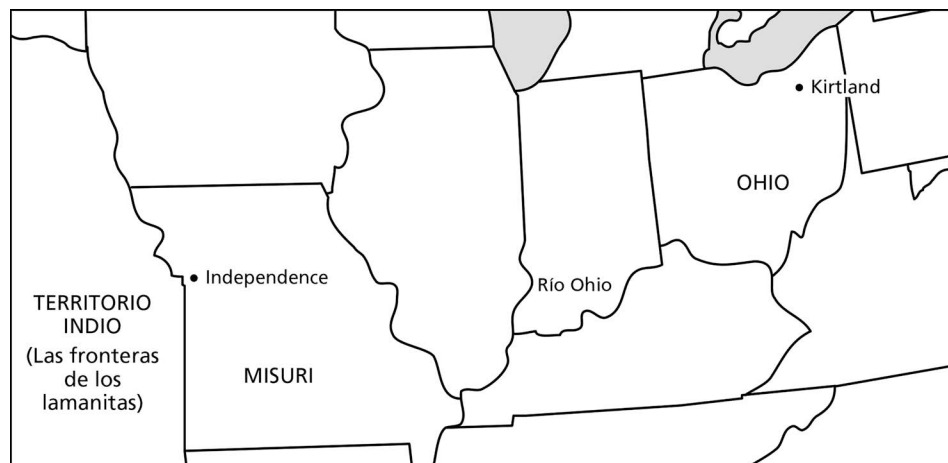 Kirtland
OHIO
Independence
Río Ohio
TERRITORIO
INDIO
(Las fronteras
de los
lamanitas)
MISURI